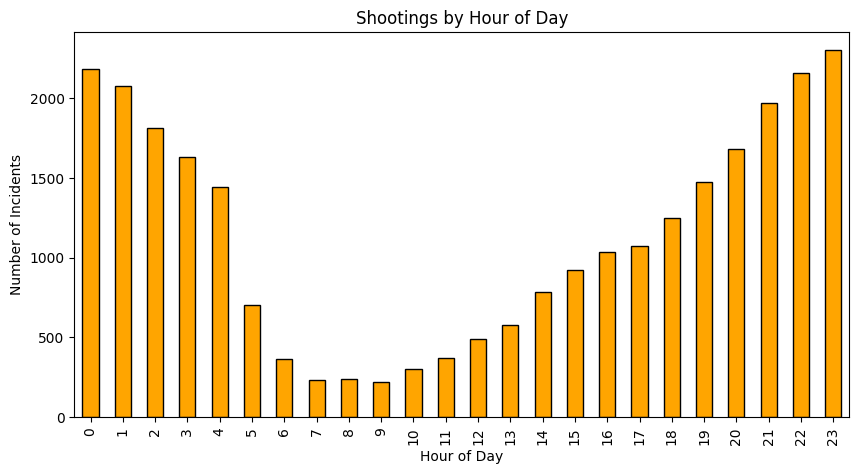 Shootings by Hour of Day
Number of Incidents
2000
1500
1000
500
0
0 1 2 3 4 5 6 7 8 9 10 11 12 13 14 15 16 17 18 19 20 21 22 23
Hour of Day